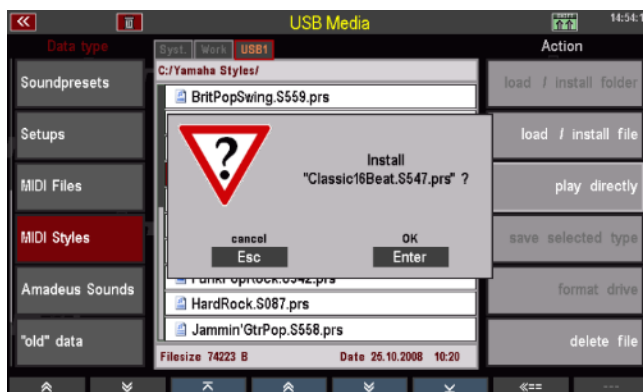 USB Media
14:54:1
Data type
Syst. Work USB1
Action
C:/Yamaha Styles/
Soundpresets
BritPopSwing.S559.prs
load / install folder
Setups
Install
"Classic16Beat.S547.prs" ?
load / install file
MIDI Files
play directly
MIDI Styles
cancel
OK
Esc
Enter
save selected type
Amadeus Sounds
HardRock.S087.prs
format drive
"old" data
Jammin'GtrPop.S558.prs
delete file
Filesize 74223 B
Date 26.10.2008 10:20